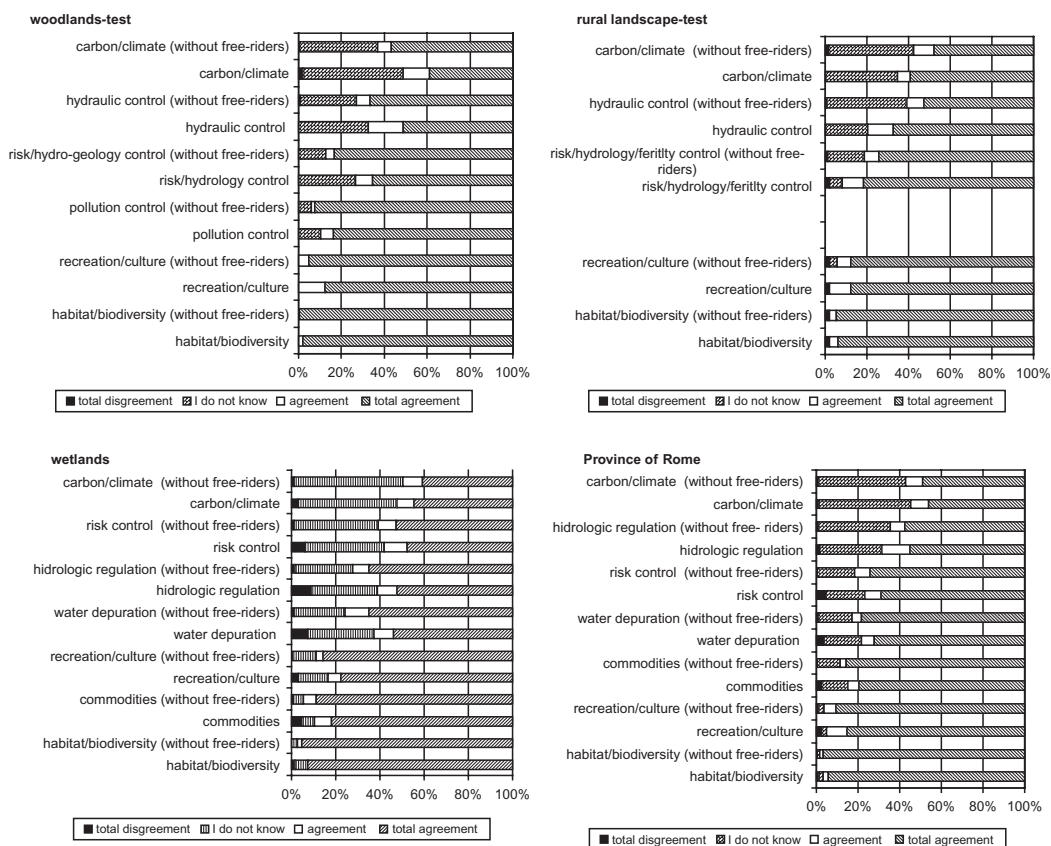 woodlands-test
carbon/climate (without free-riders)
carbon/climate
hydraulic control (without free-riders)
hydraulic control
risk/hydro-geology control (without free-riders)
risk/hydrology control
pollution control (without free-riders)
pollution control
recreation/culture (without free-riders)
recreation/culture
habitat/biodiversity (without free-riders)
habitat/biodiversity
0% 20% 40% 60% 80% 100%
total disgreement I do not know agreement total agreement
rural landscape-test
carbon/climate (without free-riders)
carbon/climate
hydraulic control (without free-riders)
hydraulic control
risk/hydrology/feritlty control (without free-
riders)
risk/hydrology/feritlty control
recreation/culture (without free-riders)
recreation/culture
habitat/biodiversity (without free-riders)
habitat/biodiversity
0% 20% 40% 60% 80% 100%
total disgreement I do not know agreement total agreement
wetlands
carbon/climate (without free-riders)
carbon/climate
risk control (without free-riders)
risk control
hidrologic regulation (without free-riders)
hidrologic regulation
water depuration (without free-riders)
water depuration
recreation/culture (without free-riders)
recreation/culture
commodities (without free-riders)
commodities
habitat/biodiversity (without free-riders)
habitat/biodiversity
0% 20% 40% 60% 80% 100%
total disgreement I do not know agreement total agreement
Province of Rome
carbon/climate (without free-riders)
carbon/climate
hidrologic regulation (without free- riders)
hidrologic regulation
risk control (without free-riders)
risk control
water depuration (without free-riders)
water depuration
commodities (without free-riders)
commodities
recreation/culture (without free-riders)
recreation/culture
habitat/biodiversity (without free-riders)
habitat/biodiversity
0% 20% 40% 60% 80% 100%
total disgreement I do not know agreement total agreement